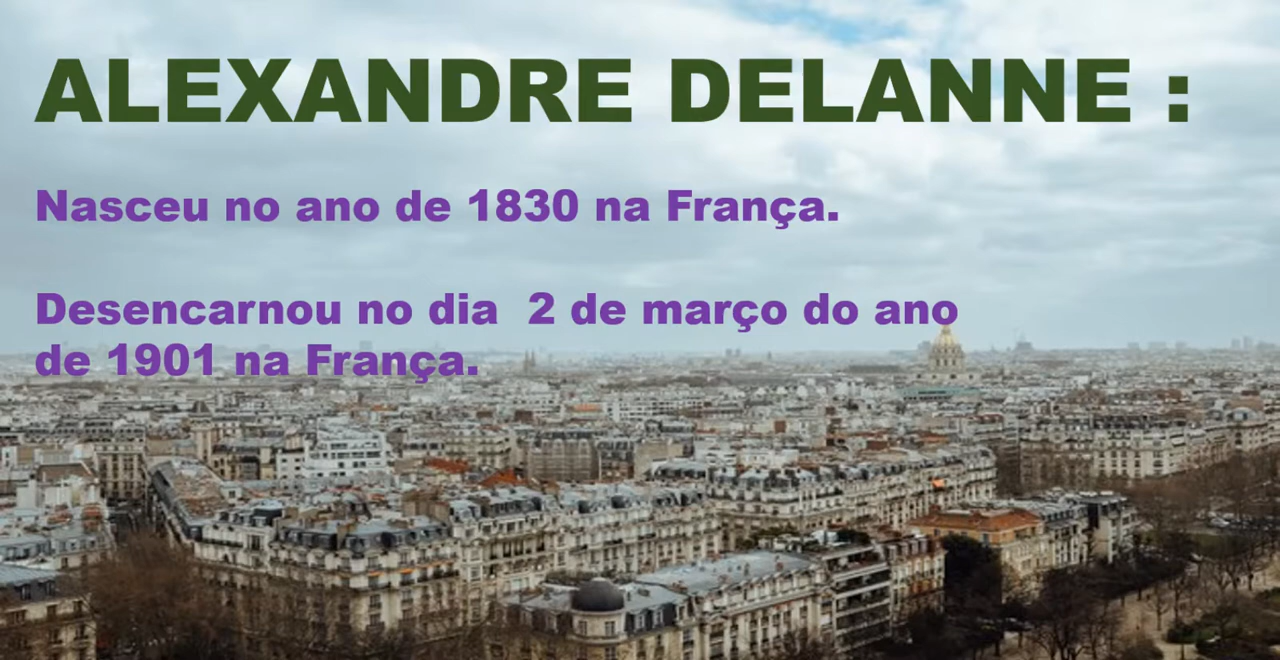 ALEXANDRE DELANNE :
Nasceu no ano de 1830 na França.
Desencarnou no dia  2 de março do ano
de 1901 na França.